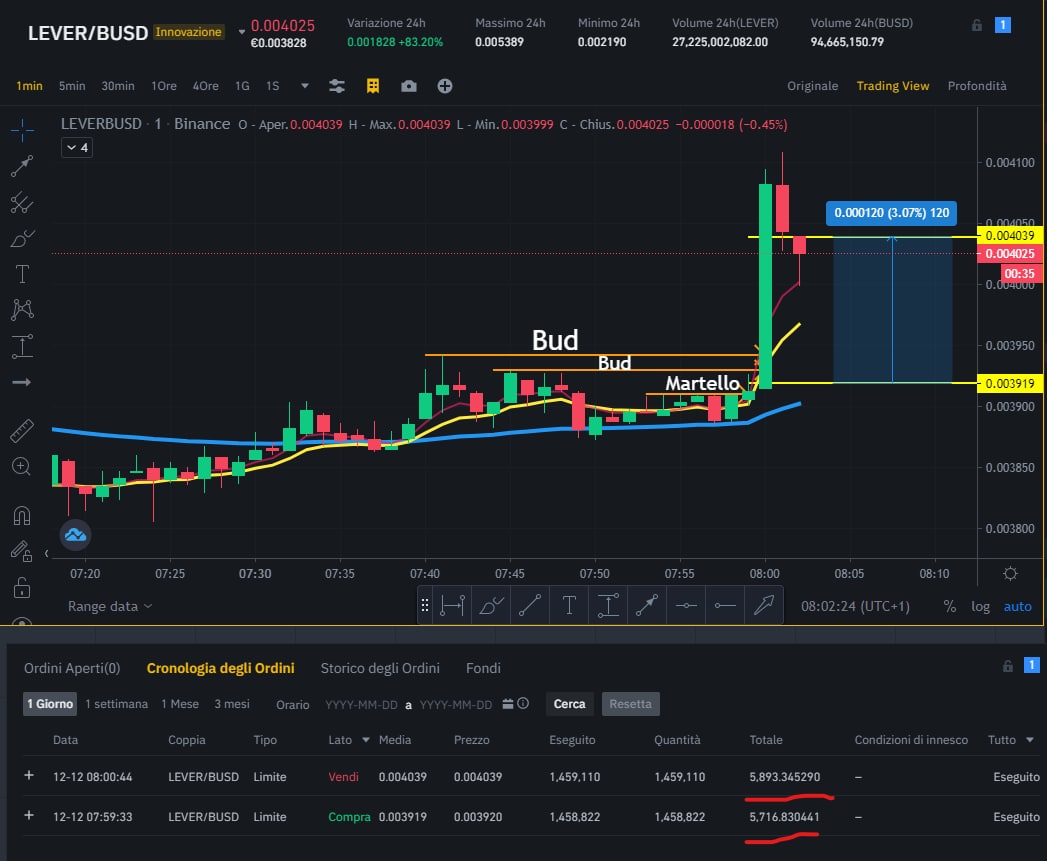 LEVER/BUSD Innovazione 0.004025 Variazione 24h Massimo 24h Minimo 24h Volume 24h(LEVER) Volume 24h(BUSD) 1
€0.003828 0.001828 +83.20% 0.005389 0.002190 27,225,002,082.00 94,665,150.79
1min 5min 30min 1Ore 4Ore 1G 1S Originale Trading View Profondità
LEVERBUSD · 1 · Binance O - Aper.0.004039 H - Max.0.004039 L - Min.0.003999 C - Chius.0.004025 −0.000018 (−0.45%)
4
0.004100
0.000120 (3.07%) 120
0.004050
0.004039
0.004025
00:35
0.004000
Bud
0.003950
Bud
Martello
0.003919
0.003900
0.003850
0.003800
07:20 07:25 07:30 07:35 07:40 07:45 07:50 07:55 08:00 08:05 08:10
Range data 08:02:24 (UTC+1) % log auto
Ordini Aperti(0) Cronologia degli Ordini Storico degli Ordini Fondi 1
1 Giorno 1 settimana 1 Mese 3 mesi Orario YYYY-MM-DD a YYYY-MM-DD Cerca Resetta
Data Coppia Tipo Lato Media Prezzo Eseguito Quantità Totale Condizioni di innesco Tutto
+ 12-12 08:00:44 LEVER/BUSD Limite Vendi 0.004039 0.004039 1,459,110 1,459,110 5,893.345290 – Eseguito
+ 12-12 07:59:33 LEVER/BUSD Limite Compra 0.003919 0.003920 1,458,822 1,458,822 5,716.830441 – Eseguito